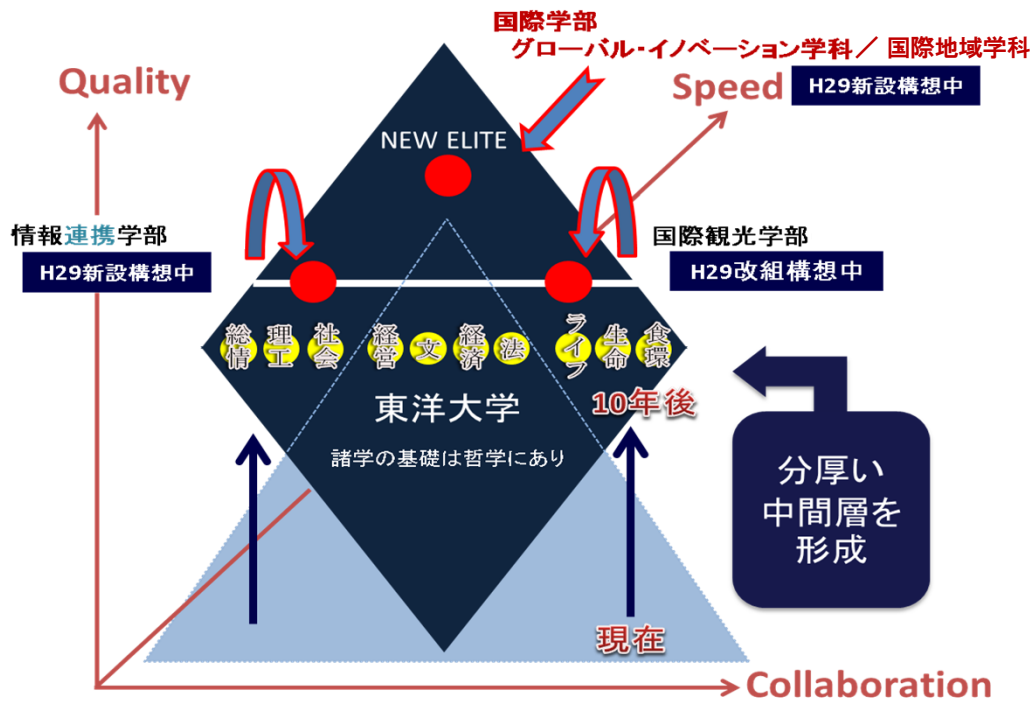 国際学部
グローバル・イノベーション学科／国際地域学科
Quality
Speed
H29新設構想中
NEW ELITE
情報連携学部
H29新設構想中
国際観光学部
H29改組構想中
総情
理工
社会
経営
文
経済
法
ライフ
生命
食環
東洋大学
10年後
諸学の基礎は哲学にあり
分厚い
中間層を
形成
現在
Collaboration